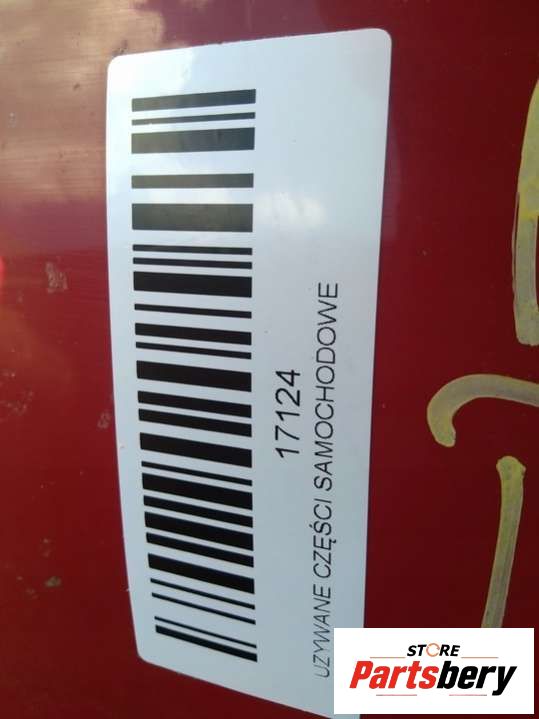 17124
UZYWANE CZĘŚCI SAMOCHODOWE
STORE
Partsbery